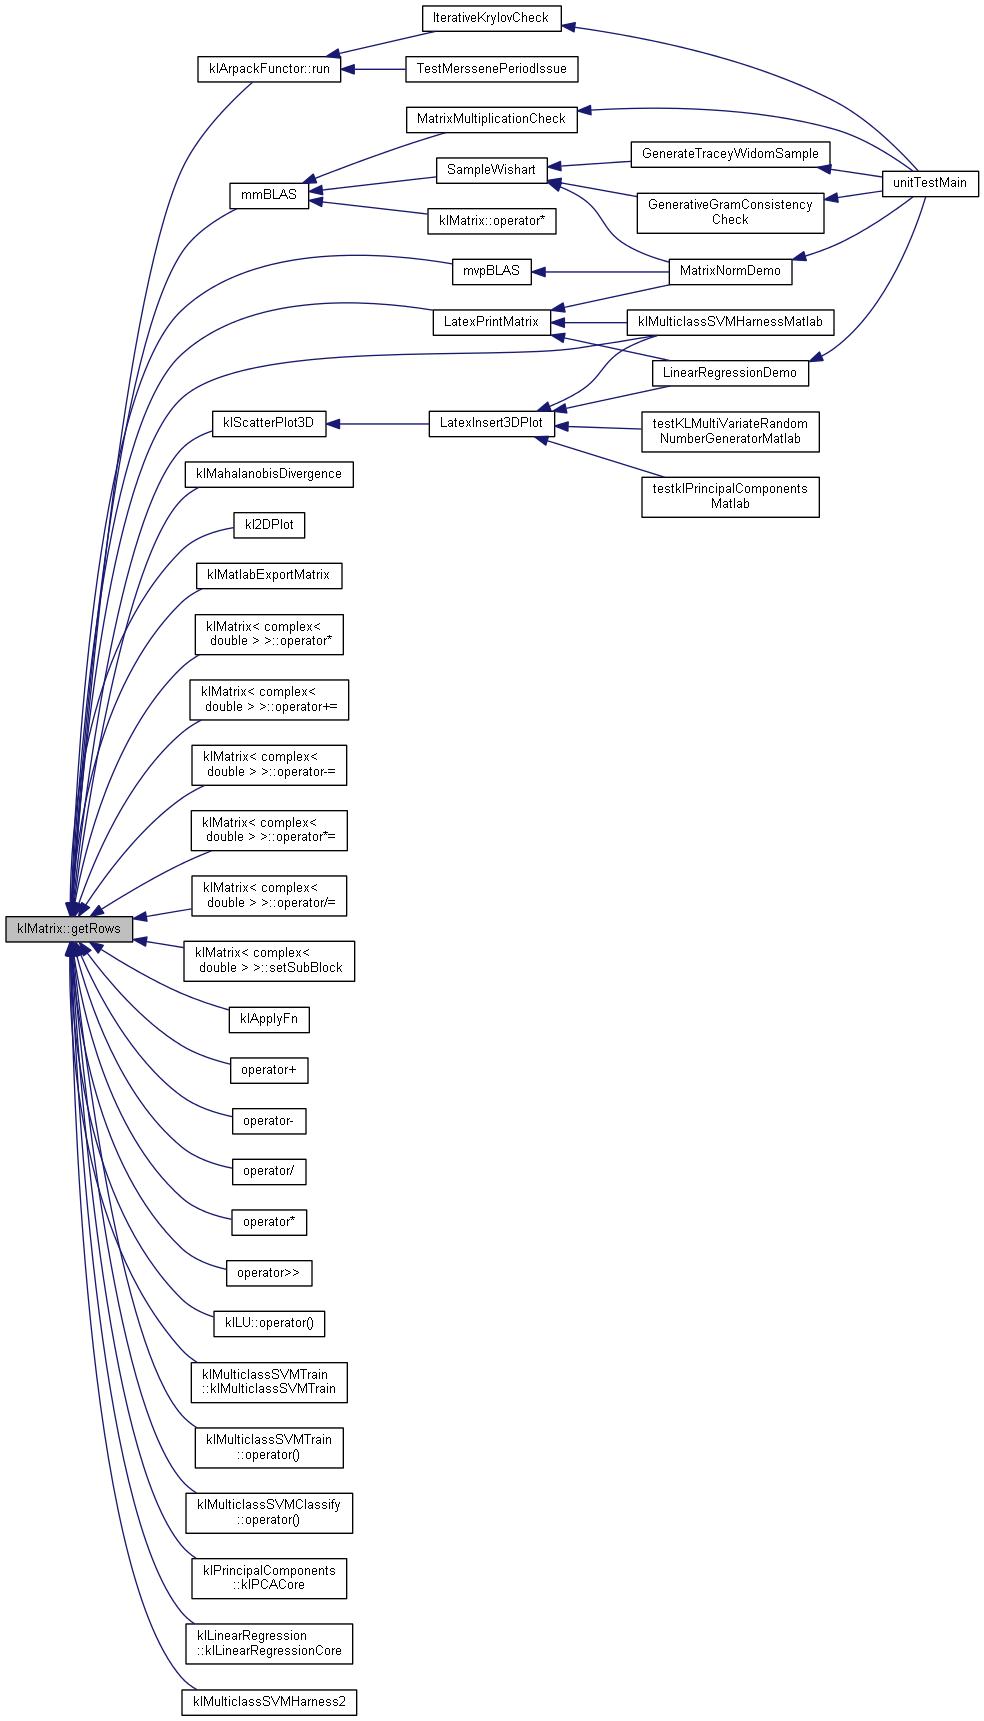 IterativeKrylovCheck
klArpackFunctor::run
TestMerssenePeriodIssue
MatrixMultiplicationCheck
GenerateTraceyWidomSample
SampleWishart
unitTestMain
mmBLAS
GenerativeGramConsistency
Check
klMatrix::operator*
mvpBLAS
MatrixNormDemo
LatexPrintMatrix
klMulticlassSVMHarnessMatlab
LinearRegressionDemo
klScatterPlot3D
LatexInsert3DPlot
testKLMultiVariateRandom
NumberGeneratorMatlab
klMahalanobisDivergence
testklPrincipalComponents
Matlab
kl2DPlot
klMatlabExportMatrix
klMatrix< complex<
double > >::operator*
klMatrix< complex<
double > >::operator+=
klMatrix< complex<
double > >::operator-=
klMatrix< complex<
double > >::operator*=
klMatrix< complex<
double > >::operator/=
klMatrix::getRows
klMatrix< complex<
double > >::setSubBlock
klApplyFn
operator+
operator-
operator/
operator*
operator>>
klLU::operator()
klMulticlassSVMTrain
::klMulticlassSVMTrain
klMulticlassSVMTrain
::operator()
klMulticlassSVMClassify
::operator()
klPrincipalComponents
::klPCACore
klLinearRegression
::klLinearRegressionCore
klMulticlassSVMHarness2